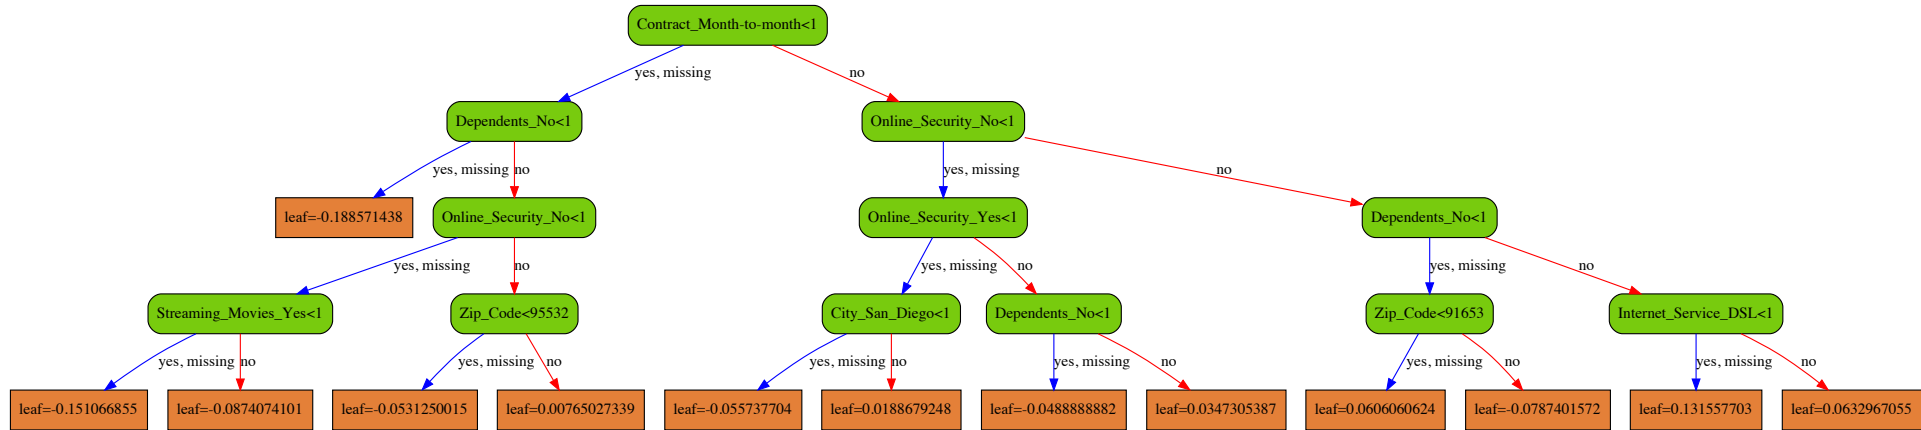 Contract_Month-to-month<1
yes, missing
no
Dependents_No<1
Online_Security_No<1
yes, missing
no
yes, missing
no
leaf=-0.188571438
Online_Security_No<1
Online_Security_Yes<1
Dependents_No<1
yes, missing
no
yes, missing
no
yes, missing
no
Streaming_Movies_Yes<1
Zip_Code<95532
City_San_Diego<1
Dependents_No<1
Zip_Code<91653
Internet_Service_DSL<1
yes, missing
no
yes, missing
no
yes, missing
no
yes, missing
no
yes, missing
no
yes, missing
no
leaf=-0.151066855
leaf=-0.0874074101
leaf=-0.0531250015
leaf=0.00765027339
leaf=-0.055737704
leaf=0.0188679248
leaf=-0.0488888882
leaf=0.0347305387
leaf=0.0606060624
leaf=-0.0787401572
leaf=0.131557703
leaf=0.0632967055